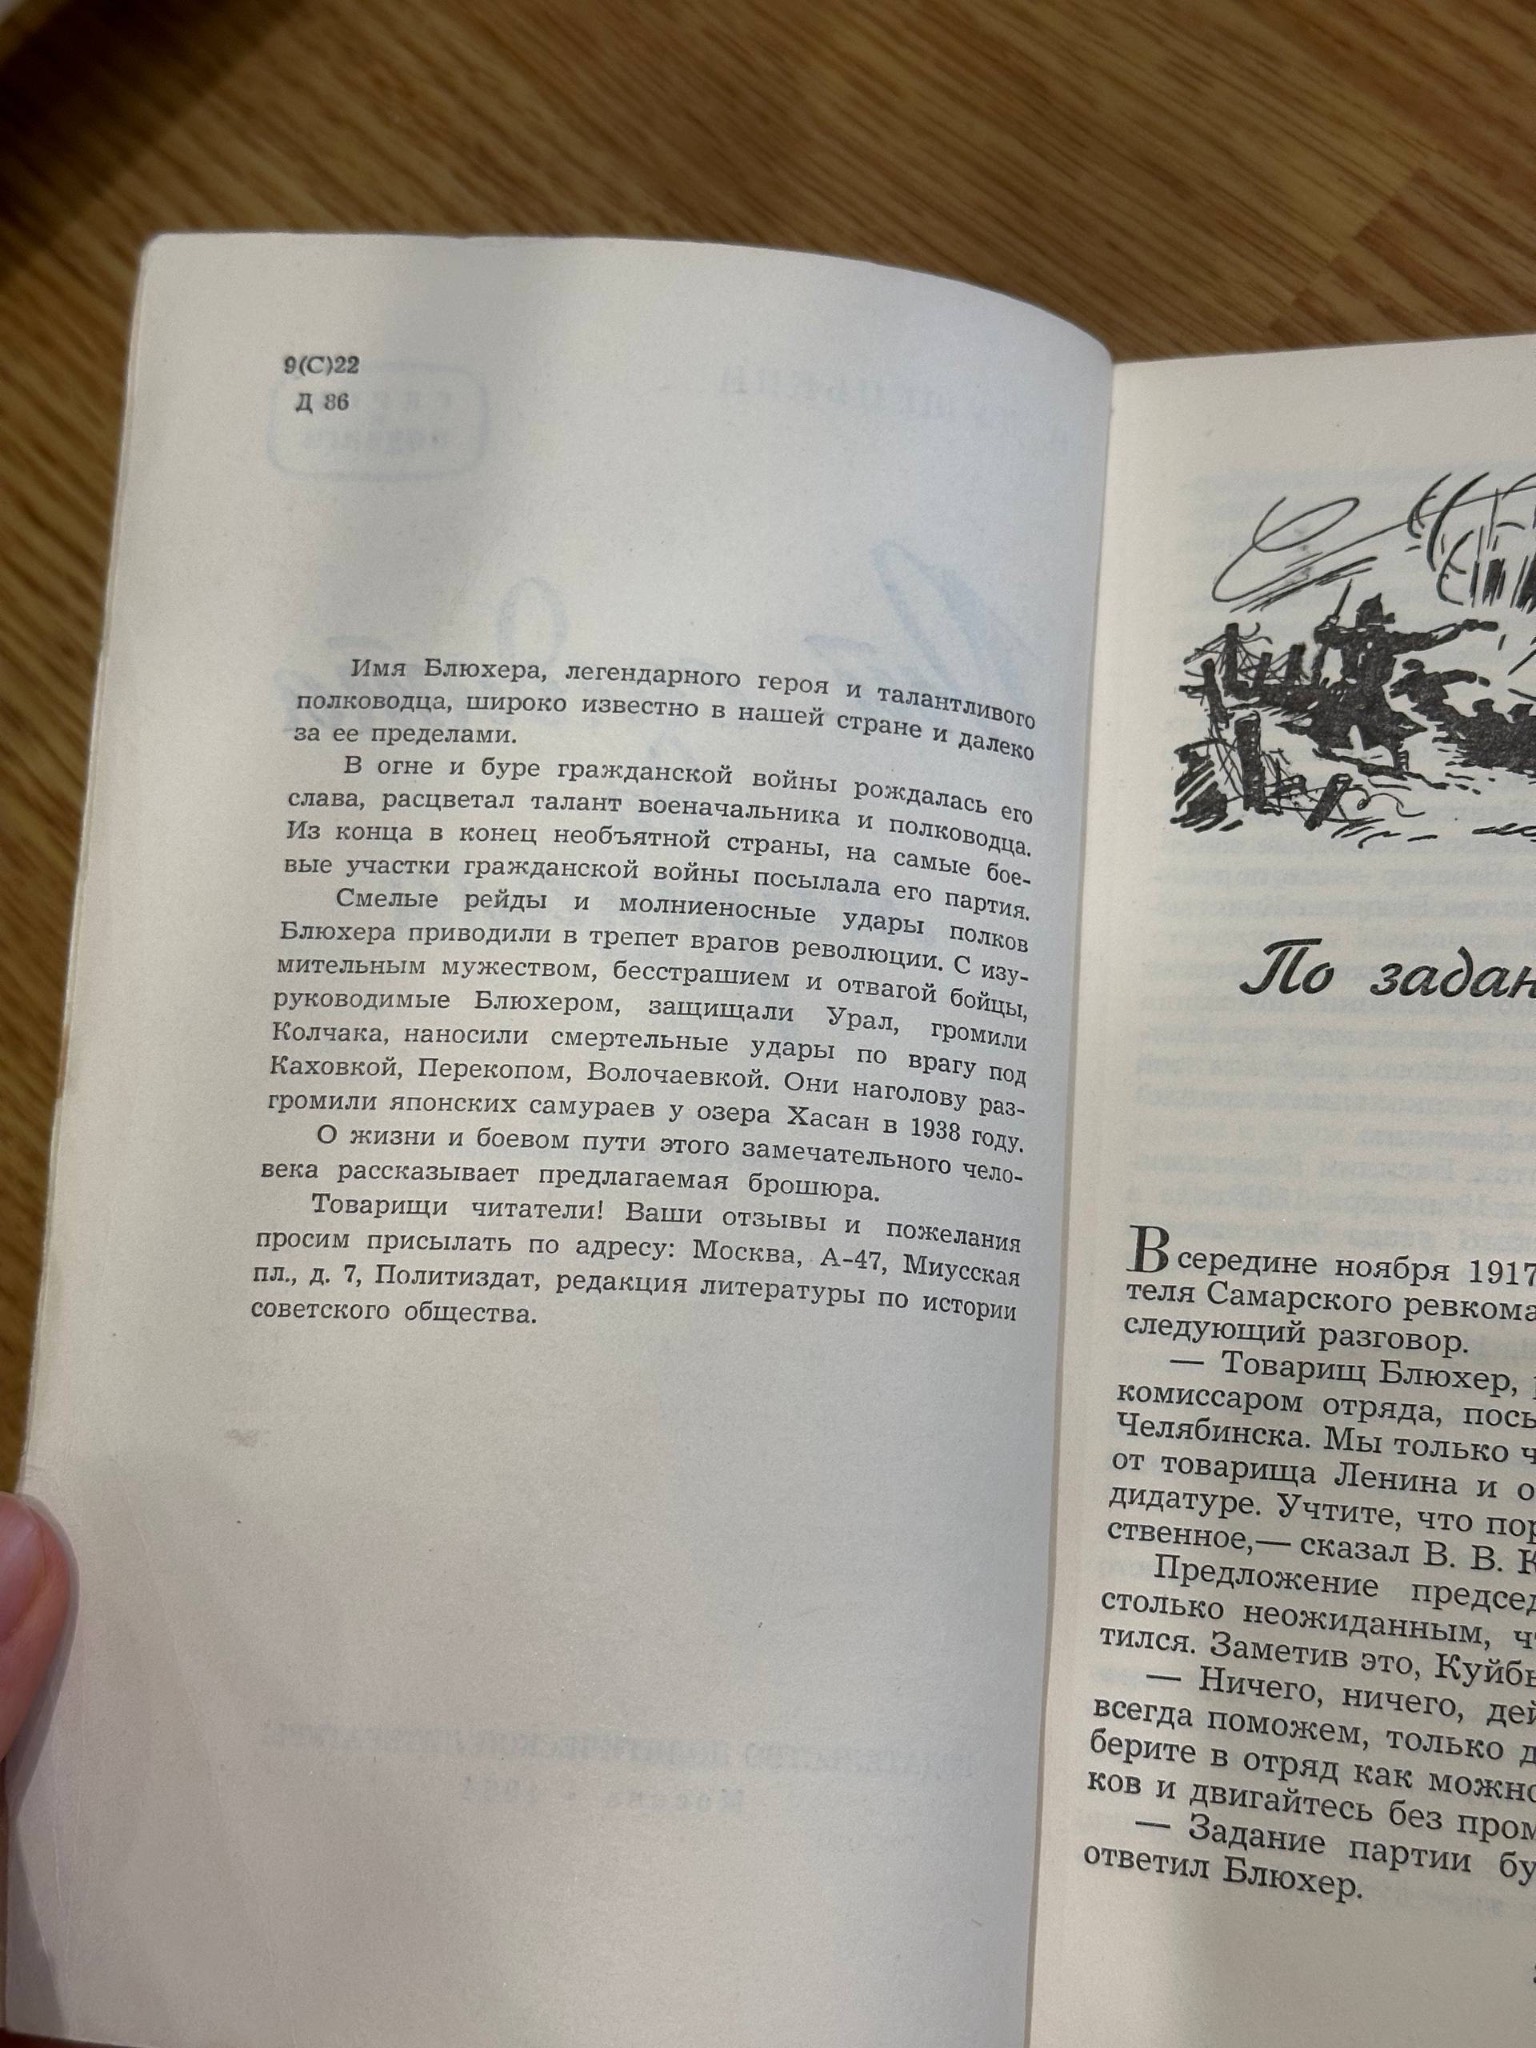 9(С)22
Д 86
Имя Блюхера, легендарного героя и талантливого
полководца, широко известно в нашей стране и далеко
за ее пределами.
В огне и буре гражданской войны рождалась его
слава, расцветал талант военачальника и полководца.
Из конца в конец необъятной страны, на самые бое-
вые участки гражданской войны посылала его партия.
Смелые рейды и молниеносные удары полков
Блюхера приводили в трепет врагов революции. С изу-
мительным мужеством, бесстрашием и отвагой бойцы,
руководимые Блюхером, защищали Урал, громили
Колчака, наносили смертельные удары по врагу под
Каховкой, Перекопом, Волочаевкой. Они наголову раз-
громили японских самураев у озера Хасан в 1938 году.
О жизни и боевом пути этого замечательного чело-
века рассказывает предлагаемая брошюра.
Товарищи читатели! Ваши отзывы и пожелания
просим присылать по адресу: Москва, А-47, Миусская
пл., д. 7, Политиздат, редакция литературы по истории
советского общества.
По задан
В середине ноября 1917
теля Самарского ревкома
следующий разговор.
— Товарищ Блюхер,
комиссаром отряда, посы
Челябинска. Мы только ч
от товарища Ленина и о
дидатуре. Учтите, что пор
ственное,— сказал В. В. К
Предложение председ
столько неожиданным, чт
тился. Заметив это, Куйбы
— Ничего, ничего, дей
всегда поможем, только д
берите в отряд как можно
ков и двигайтесь без пром
— Задание партии бу
ответил Блюхер.